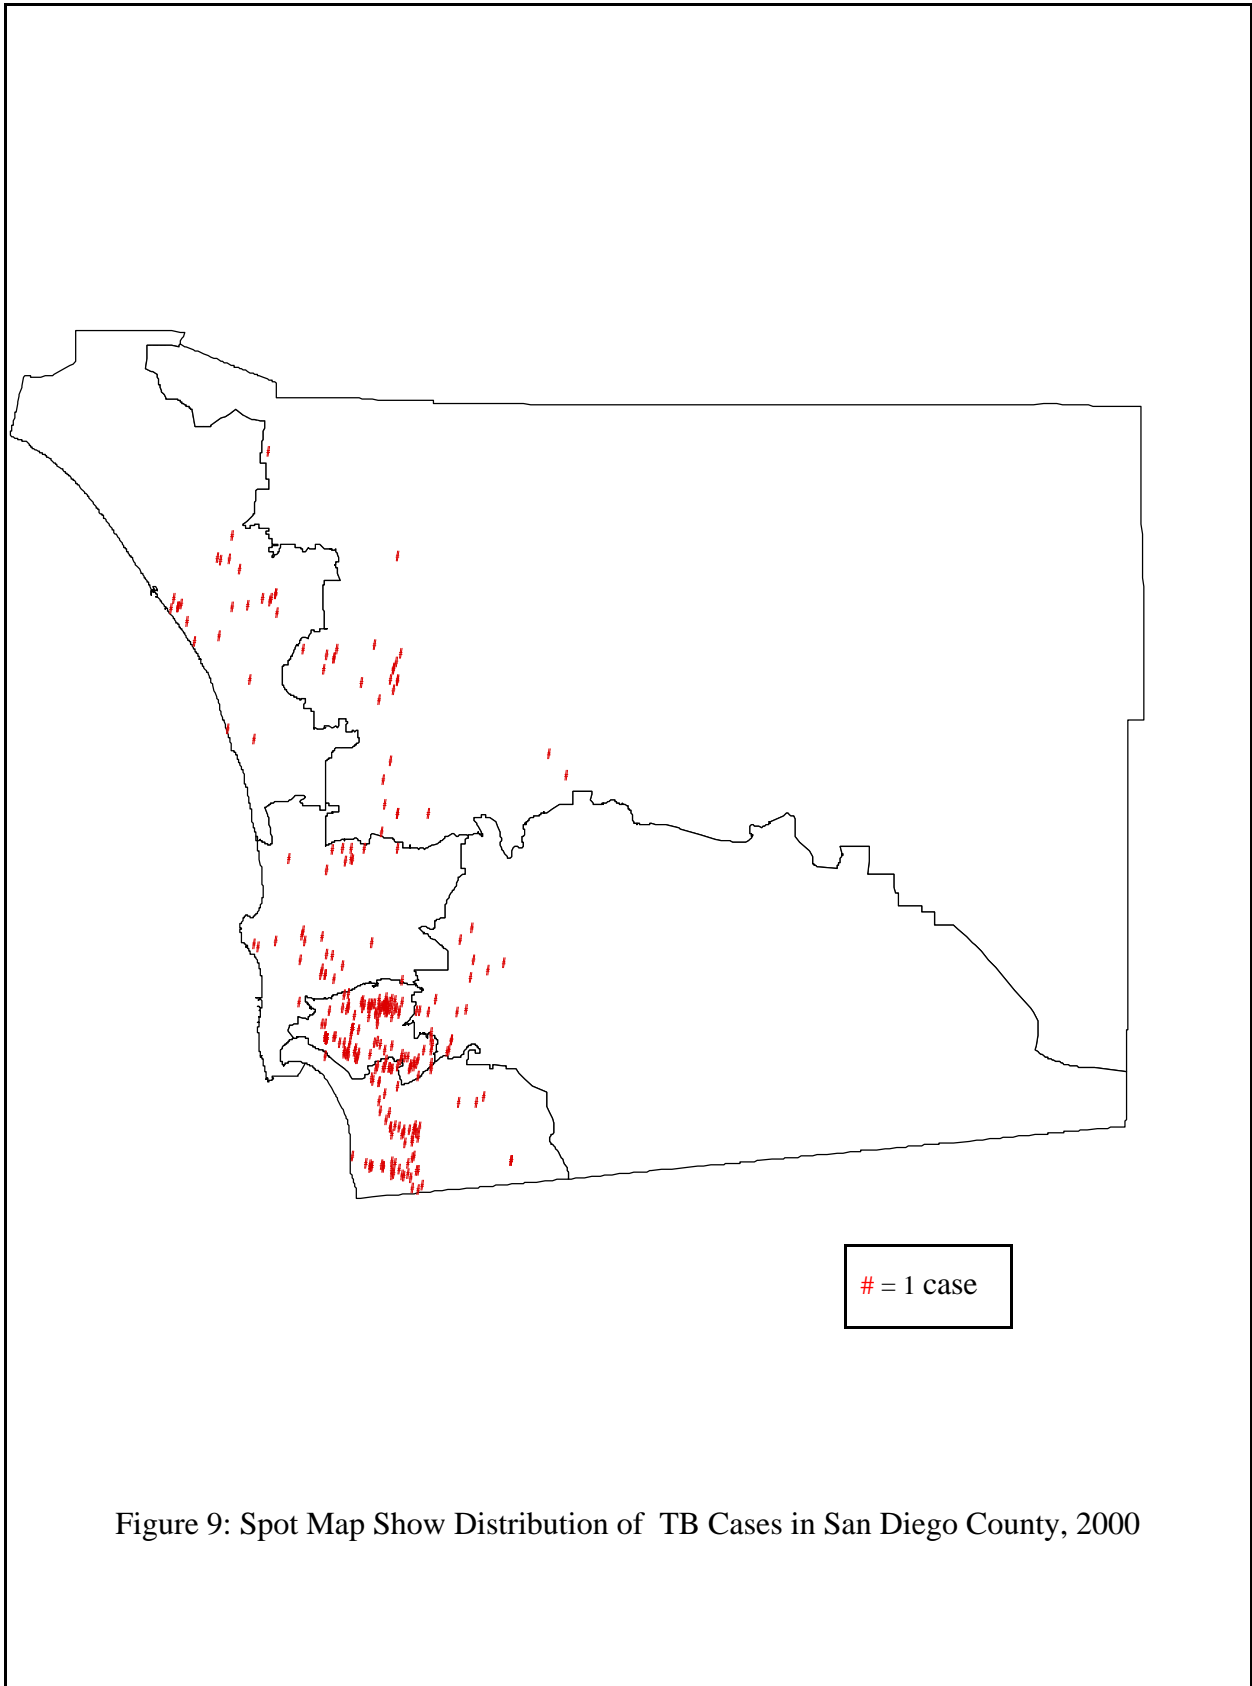 # = 1 case
Figure 9: Spot Map Show Distribution of TB Cases in San Diego County, 2000